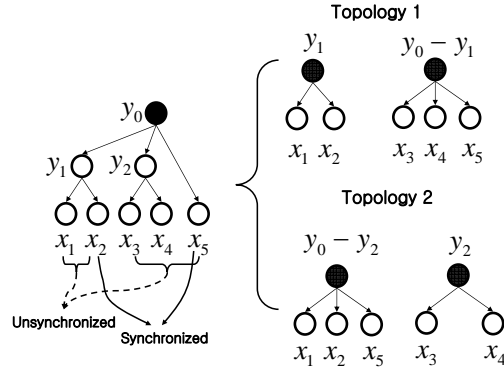 Topology 1
y₁ y₀ − y₁
y₀
y₁ y₂
x₁ x₂ x₃ x₄ x₅
x₁ x₂ x₃ x₄ x₅
Unsynchronized
Synchronized
Topology 2
y₀ − y₂ y₂
x₁ x₂ x₅ x₃ x₄